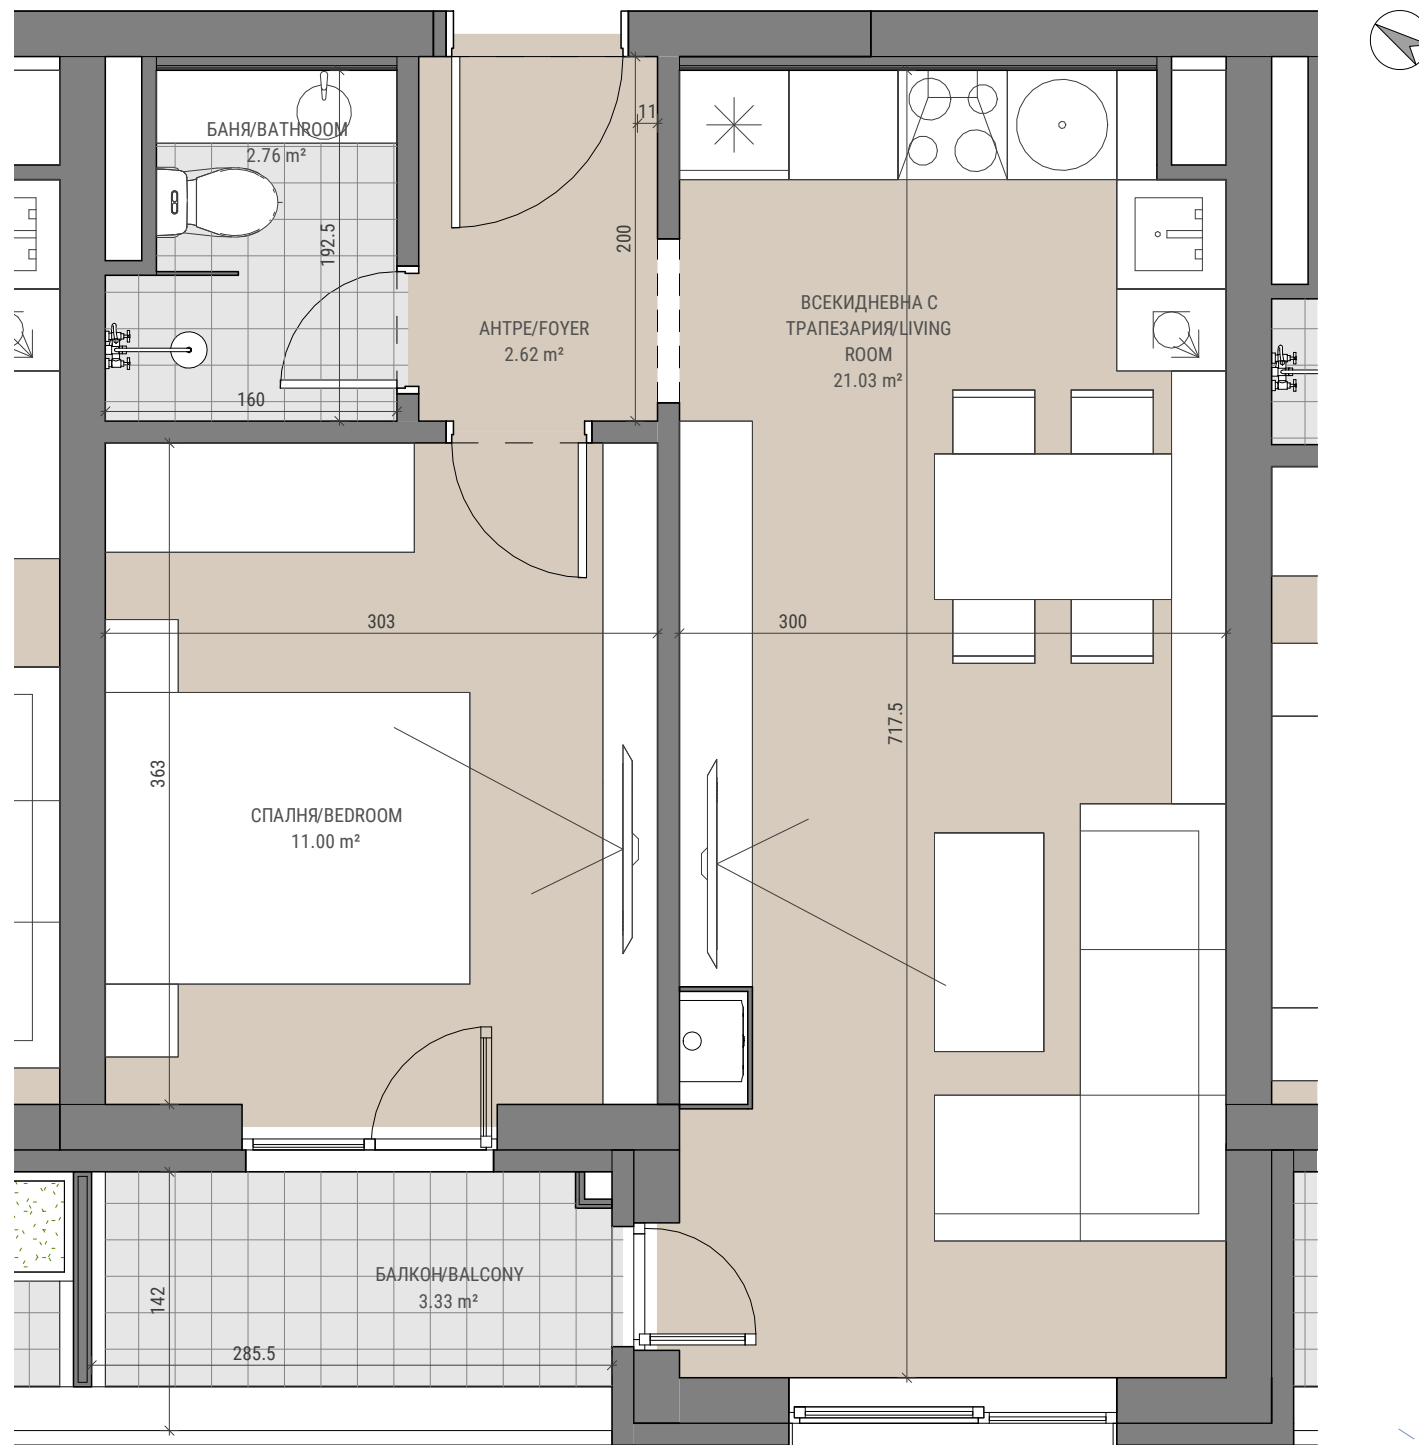 БАНЯ/BATHROOM
2.76 m²
192.5
160
11
200
АНТРЕ/FOYER
2.62 m²
ВСЕКИДНЕВНА С
ТРАПЕЗАРИЯ/LIVING
ROOM
21.03 m²
303
300
363
717.5
СПАЛНЯ/BEDROOM
11.00 m²
БАЛКОН/BALCONY
3.33 m²
142
285.5